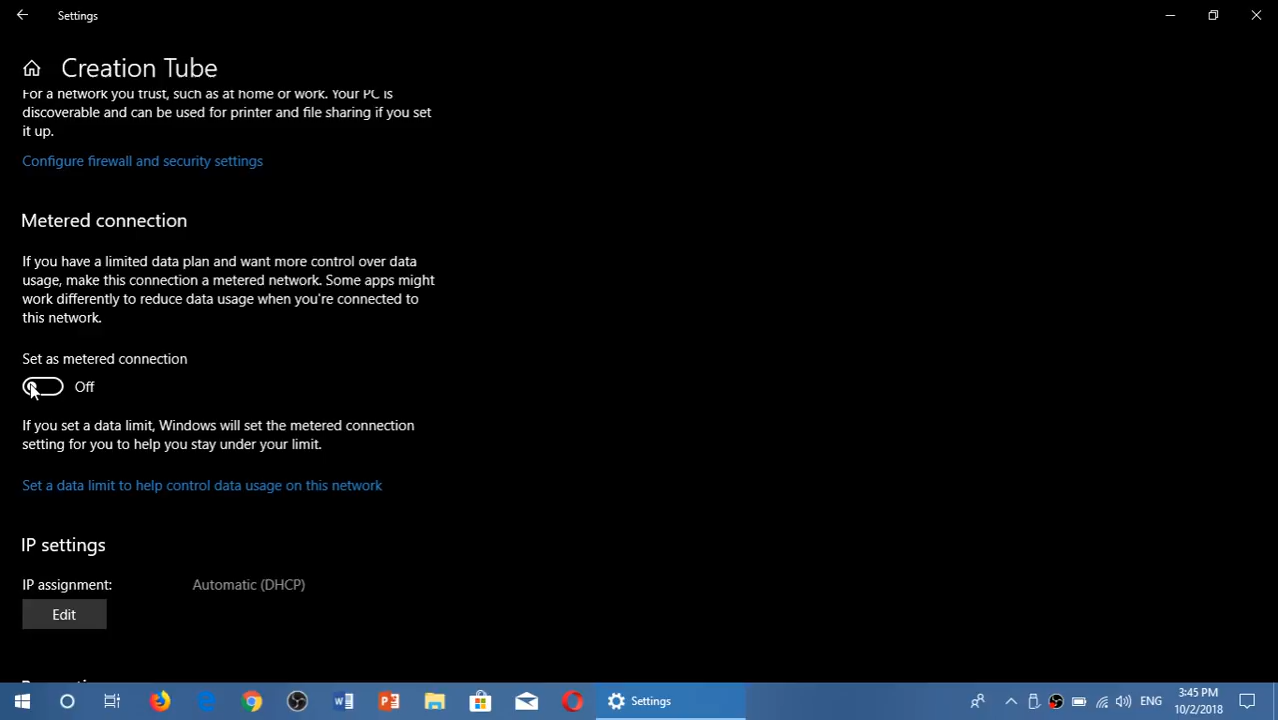 Settings
Creation Tube
For a network you trust, such as at home or work. Your PC is
discoverable and can be used for printer and file sharing if you set
it up.
Configure firewall and security settings
Metered connection
If you have a limited data plan and want more control over data
usage, make this connection a metered network. Some apps might
work differently to reduce data usage when you're connected to
this network.
Set as metered connection
Off
If you set a data limit, Windows will set the metered connection
setting for you to help you stay under your limit.
Set a data limit to help control data usage on this network
IP settings
IP assignment: Automatic (DHCP)
Edit
Settings
ENG
3:45 PM
10/2/2018